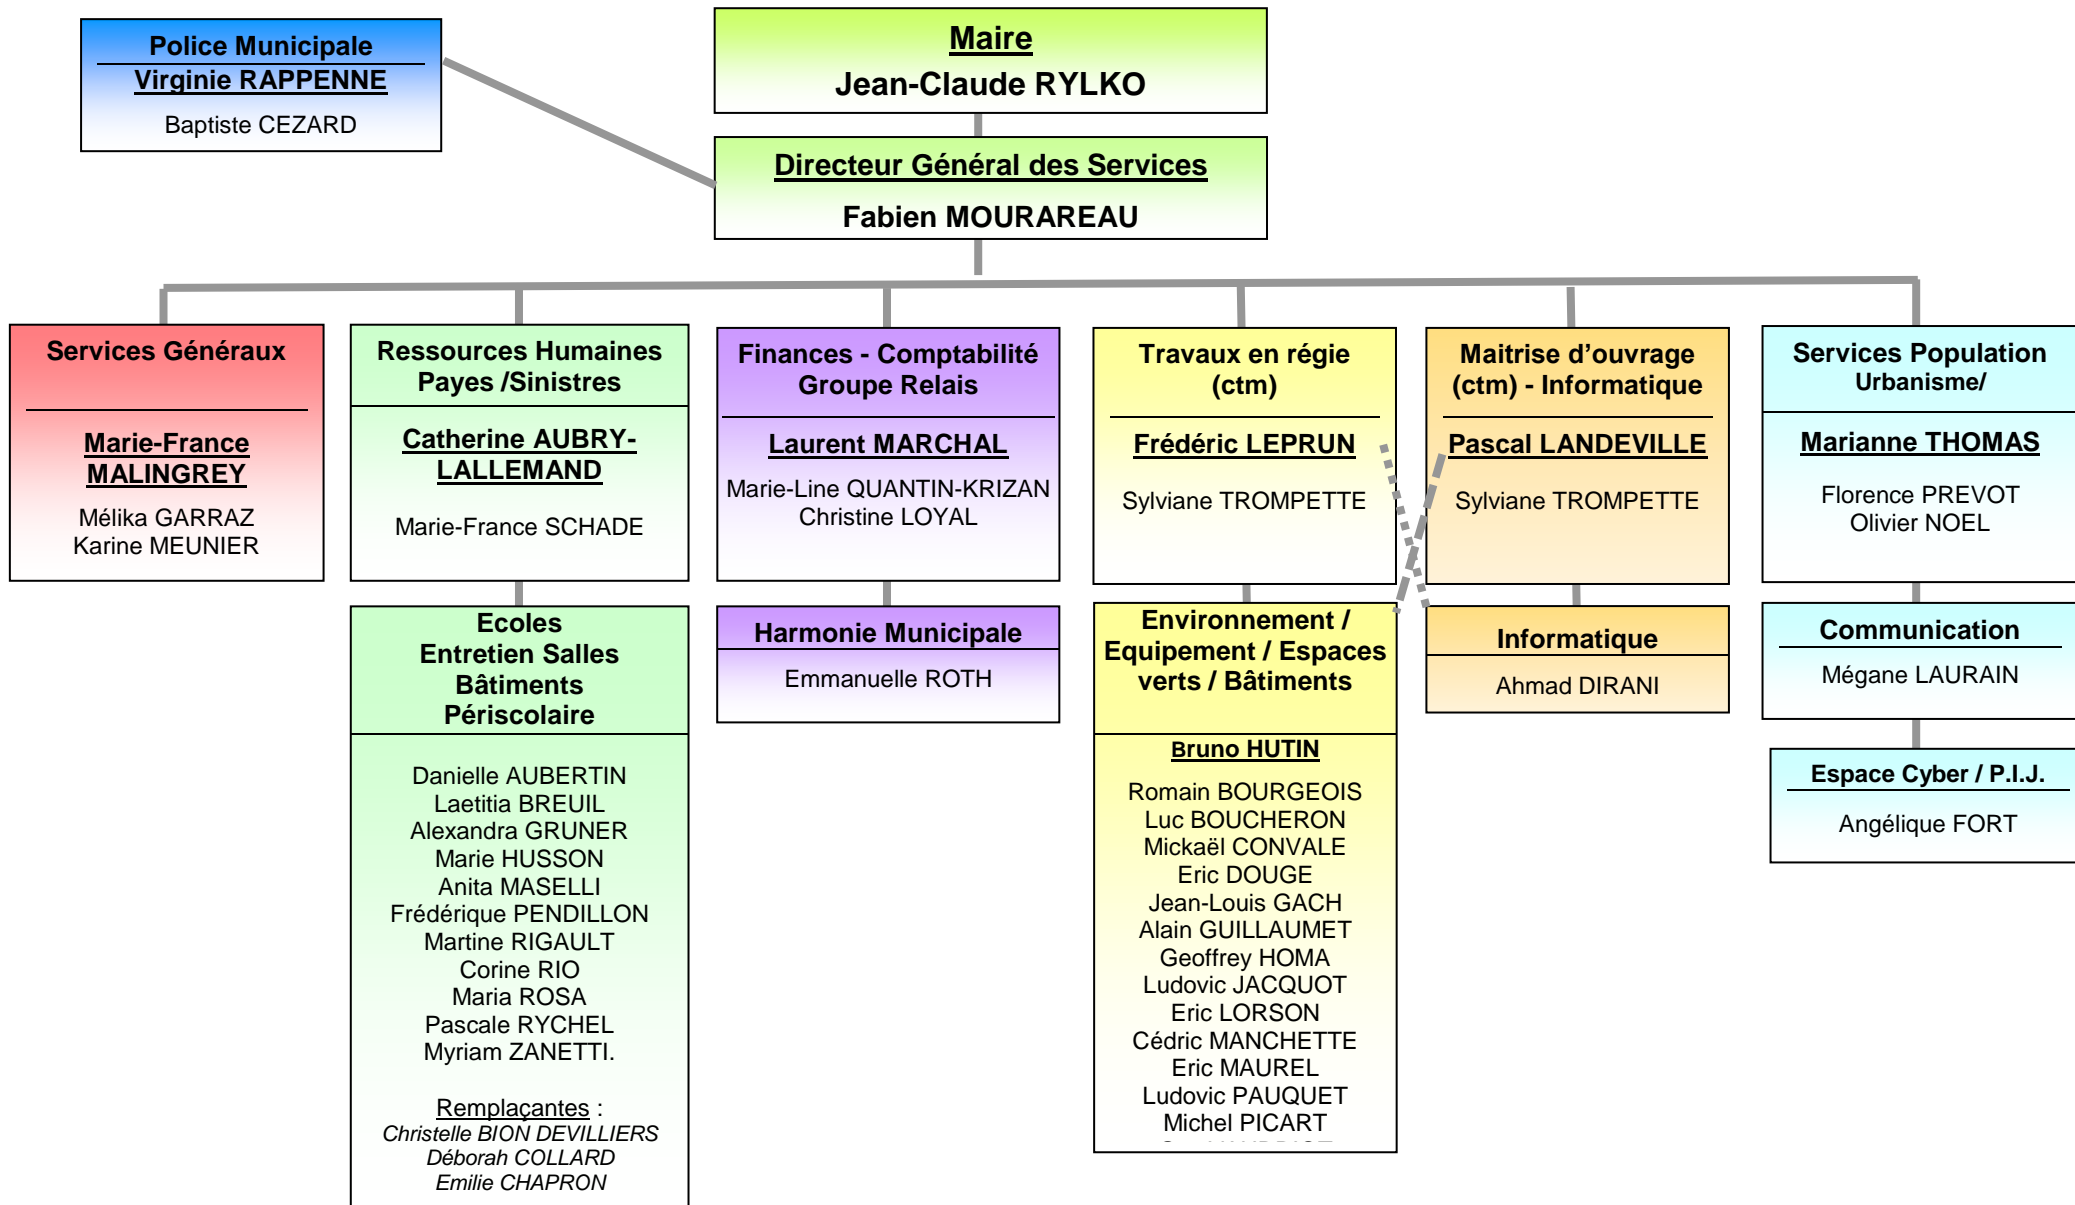 Police Municipale
Virginie RAPPENNE
Baptiste CEZARD
Maire
Jean-Claude RYLKO
Directeur Général des Services
Fabien MOURAREAU
Services Généraux
Marie-France
MALINGREY
Mélika GARRAZ
Karine MEUNIER
Ressources Humaines
Payes /Sinistres
Catherine AUBRY-
LALLEMAND
Marie-France SCHADE
Finances - Comptabilité
Groupe Relais
Laurent MARCHAL
Marie-Line QUANTIN-KRIZAN
Christine LOYAL
Travaux en régie
(ctm)
Frédéric LEPRUN
Sylviane TROMPETTE
Maitrise d’ouvrage
(ctm) - Informatique
Pascal LANDEVILLE
Sylviane TROMPETTE
Services Population
Urbanisme/
Marianne THOMAS
Florence PREVOT
Olivier NOEL
Ecoles
Entretien Salles
Bâtiments
Périscolaire
Danielle AUBERTIN
Laetitia BREUIL
Alexandra GRUNER
Marie HUSSON
Anita MASELLI
Frédérique PENDILLON
Martine RIGAULT
Corine RIO
Maria ROSA
Pascale RYCHEL
Myriam ZANETTI.
Remplaçantes :
Christelle BION DEVILLIERS
Déborah COLLARD
Emilie CHAPRON
Harmonie Municipale
Emmanuelle ROTH
Environnement /
Equipement / Espaces
verts / Bâtiments
Bruno HUTIN
Romain BOURGEOIS
Luc BOUCHERON
Mickaël CONVALE
Eric DOUGE
Jean-Louis GACH
Alain GUILLAUMET
Geoffrey HOMA
Ludovic JACQUOT
Eric LORSON
Cédric MANCHETTE
Eric MAUREL
Ludovic PAUQUET
Michel PICART
Informatique
Ahmad DIRANI
Communication
Mégane LAURAIN
Espace Cyber / P.I.J.
Angélique FORT